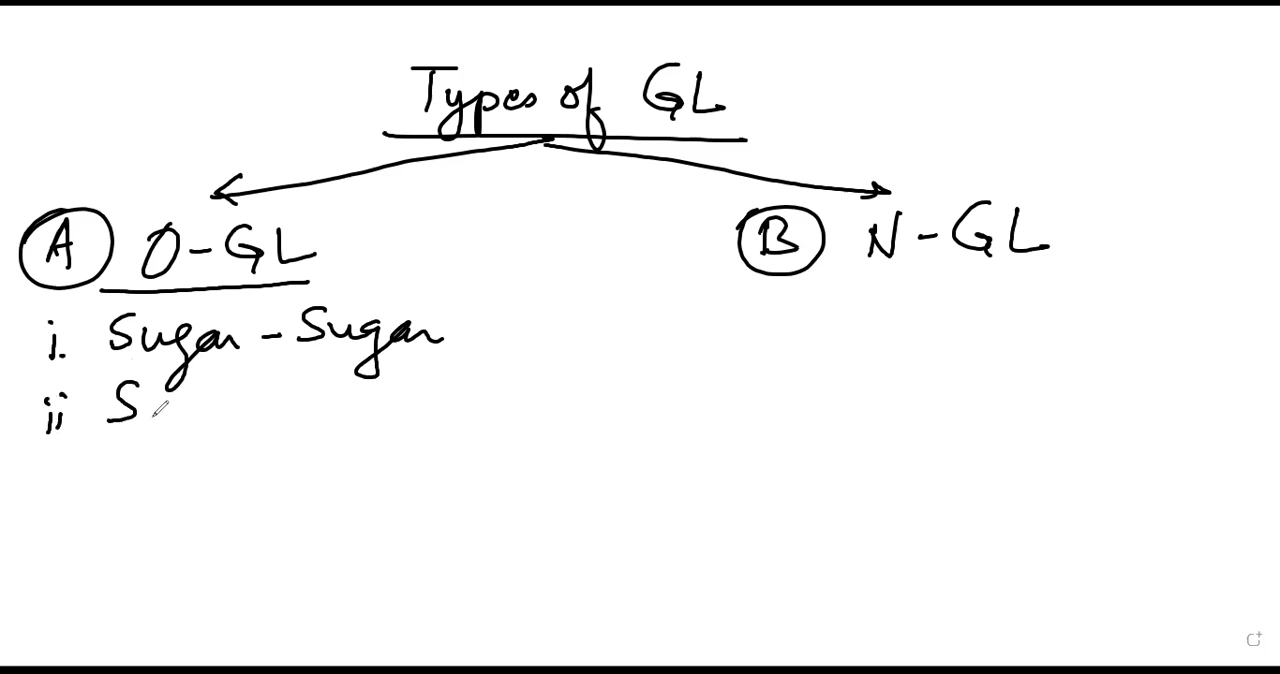 Types of GL
A O-GL
B N-GL
i. Sugar - Sugar
ii S